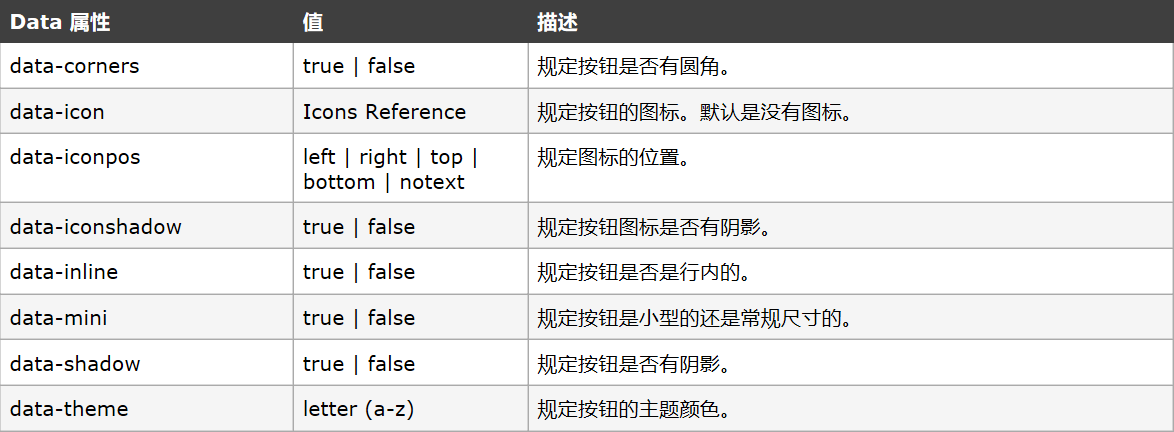 Data 属性 值 描述
data-corners true | false 规定按钮是否有圆角。
data-icon Icons Reference 规定按钮的图标。默认是没有图标。
data-iconpos left | right | top | 规定图标的位置。
bottom | notext
data-iconshadow true | false 规定按钮图标是否有阴影。
data-inline true | false 规定按钮是否是行内的。
data-mini true | false 规定按钮是小型的还是常规尺寸的。
data-shadow true | false 规定按钮是否有阴影。
data-theme letter (a-z) 规定按钮的主题颜色。